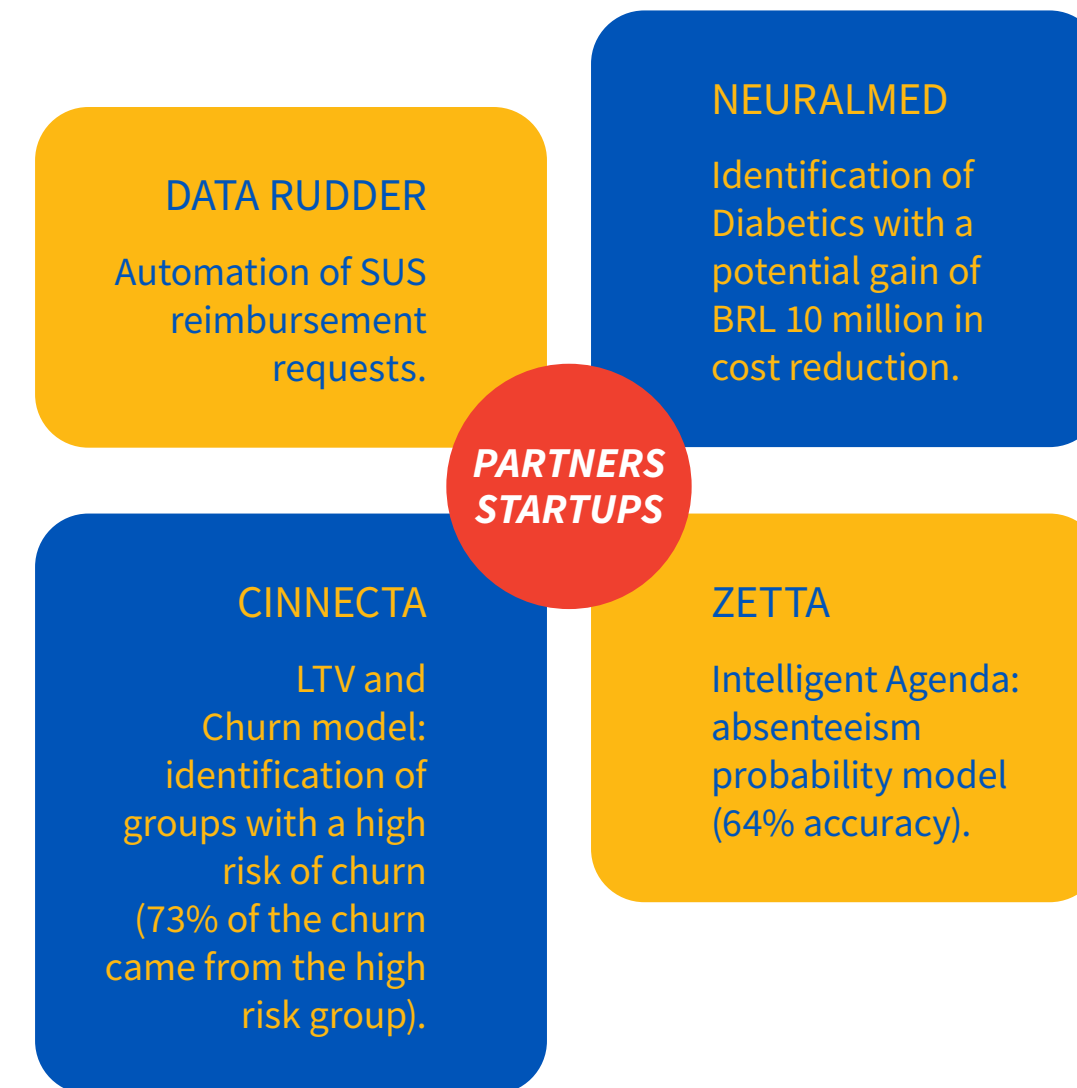 DATA RUDDER
Automation of SUS
reimbursement
requests.
NEURALMED
Identification of
Diabetics with a
potential gain of
BRL 10 million in
cost reduction.
PARTNERS
STARTUPS
CINNECTA
LTV and
Churn model:
identification of
groups with a high
risk of churn
(73% of the churn
came from the high
risk group).
ZETTA
Intelligent Agenda:
absenteeism
probability model
(64% accuracy).